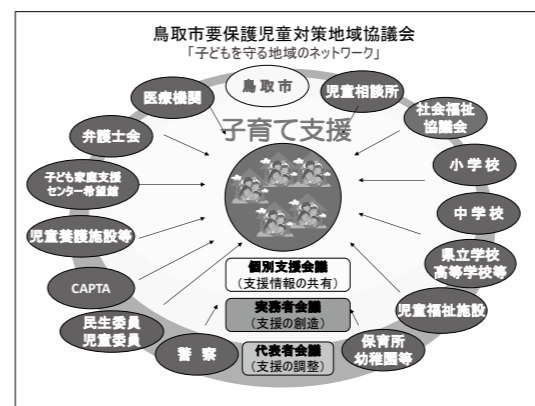 鳥取市要保護児童対策地域協議会
「子どもを守る地域のネットワーク」
鳥取市
医療機関
児童相談所
弁護士会
社会福祉
協議会
子育て支援
子ども家庭支援
センター希望館
小学校
中学校
児童養護施設等
県立学校
高等学校等
CAPTA
個別支援会議
（支援情報の共有）
実務者会議
（支援の創造）
代表者会議
（支援の調整）
児童福祉施設
民生委員
児童委員
警察
保育所
幼稚園等